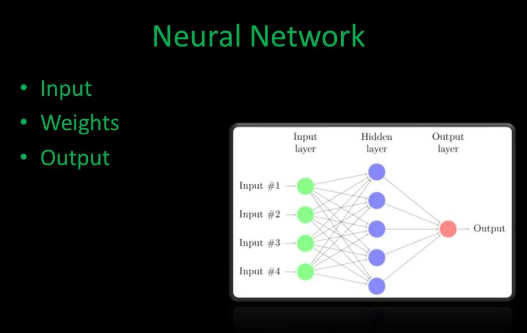 Neural Network
• Input
• Weights
• Output
Input layer
Hidden layer
Output layer
Input #1
Input #2
Input #3
Input #4
Output